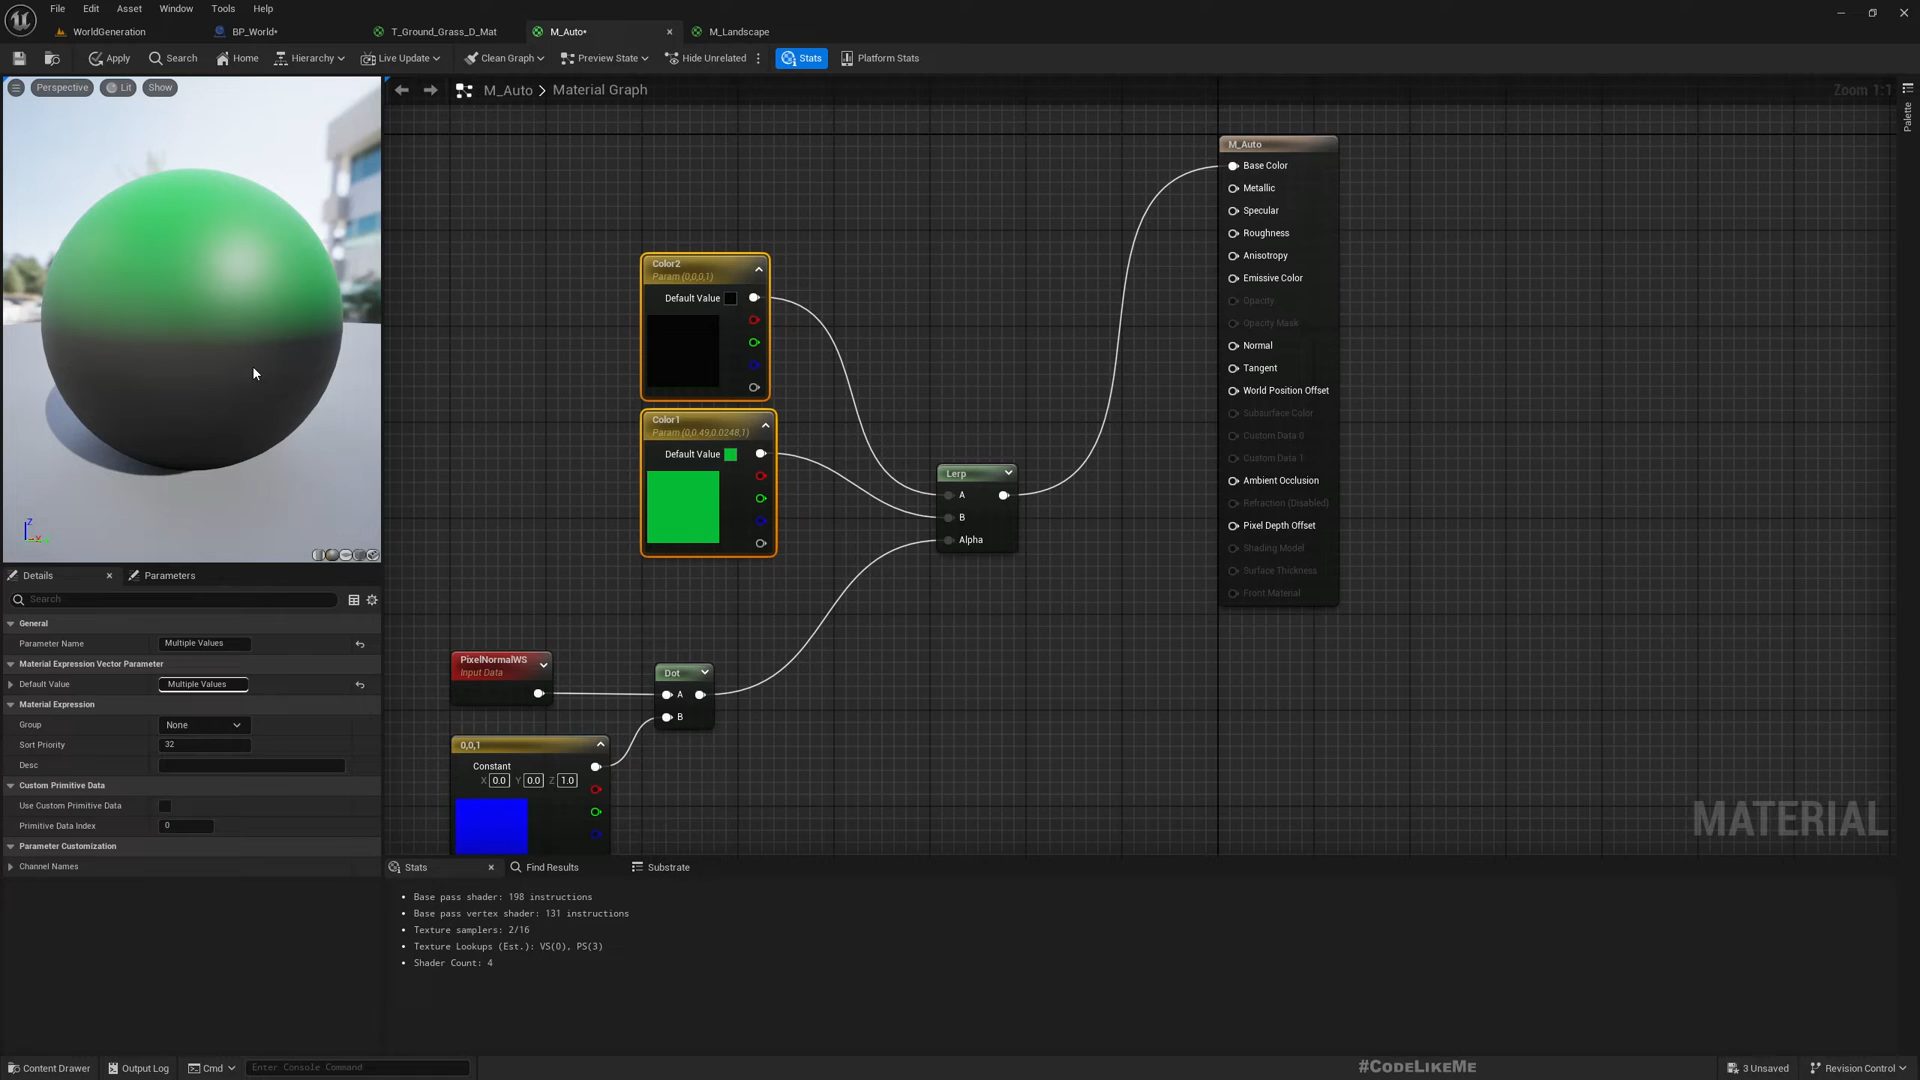 File Edit Asset Window Tools Help
WorldGeneration BP_World* T_Ground_Grass_D_Mat M_Auto* M_Landscape
Apply Search Home Hierarchy Live Update Clean Graph Preview State Hide Unrelated Stats Platform Stats
Perspective Lit Show
M_Auto > Material Graph
Zoom 1:1
Palette
M_Auto
Base Color
Metallic
Specular
Roughness
Anisotropy
Emissive Color
Opacity
Opacity Mask
Normal
Tangent
World Position Offset
Subsurface Color
Custom Data 0
Custom Data 1
Ambient Occlusion
Refraction (Disabled)
Pixel Depth Offset
Shading Model
Surface Thickness
Front Material
Color2
Param (0,0,0,1)
Default Value
Color1
Param (0,0.49,0.0248,1)
Default Value
Lerp
A
B
Alpha
PixelNormalWS
Input Data
Dot
A
B
0,0,1
Constant
X 0.0 Y 0.0 Z 1.0
MATERIAL
Z
Details Parameters
Search
General
Parameter Name Multiple Values
Material Expression Vector Parameter
Default Value Multiple Values
Material Expression
Group None
Sort Priority 32
Desc
Custom Primitive Data
Use Custom Primitive Data
Primitive Data Index 0
Parameter Customization
Channel Names
Stats Find Results Substrate
Base pass shader: 198 instructions
Base pass vertex shader: 131 instructions
Texture samplers: 2/16
Texture Lookups (Est.): VS(0), PS(3)
Shader Count: 4
Content Drawer Output Log Cmd Enter Console Command
#CODELIKEME
3 Unsaved Revision Control